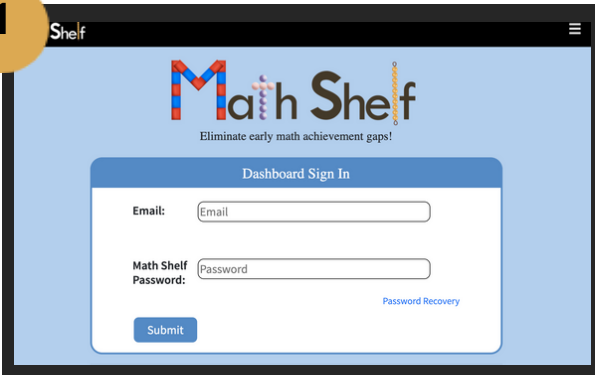 1
Shelf
Math Shelf
Eliminate early math achievement gaps!
Dashboard Sign In
Email:
Email
Math Shelf
Password:
Password
Password Recovery
Submit